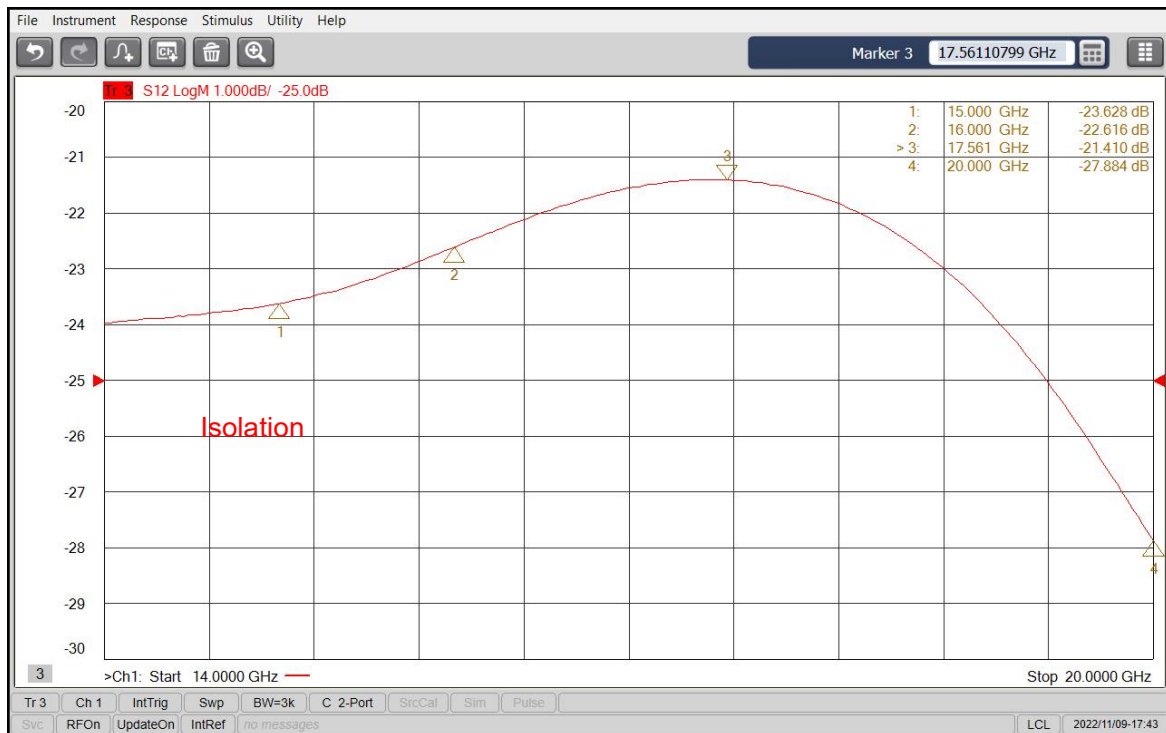 File Instrument Response Stimulus Utility Help
Marker 3 17.56110799 GHz
Tr 3 S12 LogM 1.000dB/ -25.0dB
1: 15.000 GHz -23.628 dB
2: 16.000 GHz -22.616 dB
> 3: 17.561 GHz -21.410 dB
4: 20.000 GHz -27.884 dB
-20
-21
-22
-23
-24
-25
-26
-27
-28
-29
-30
1
2
3
4
Isolation
3 >Ch1: Start 14.0000 GHz Stop 20.0000 GHz
Tr 3 Ch 1 IntTrig Swp BW=3k C 2-Port SrcCal Sim Pulse
Svc RFOn UpdateOn IntRef no messages LCL 2022/11/09-17:43